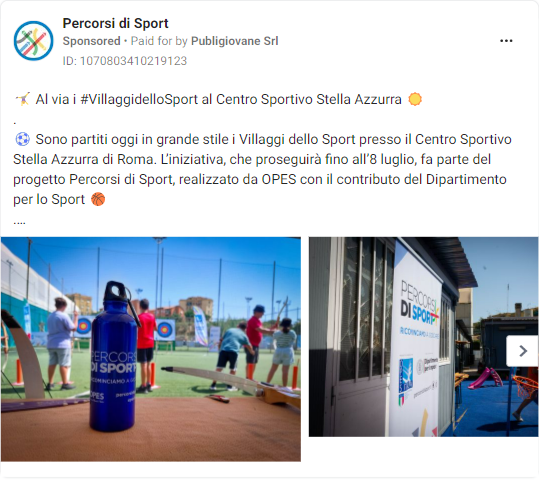 Percorsi di Sport
Sponsored • Paid for by Publigiovane Srl
ID: 1070803410219123
🤸 Al via i #VillaggidelloSport al Centro Sportivo Stella Azzurra ☀️
.
⚽ Sono partiti oggi in grande stile i Villaggi dello Sport presso il Centro Sportivo
Stella Azzurra di Roma. L’iniziativa, che proseguirà fino all’8 luglio, fa parte del
progetto Percorsi di Sport, realizzato da OPES con il contributo del Dipartimento
per lo Sport 🏀
....
PERCORSI
DI SPORT
RICOMINCIAMO A
OPES
PERCORSI
DI SPORT
RICOMINCIAMO A